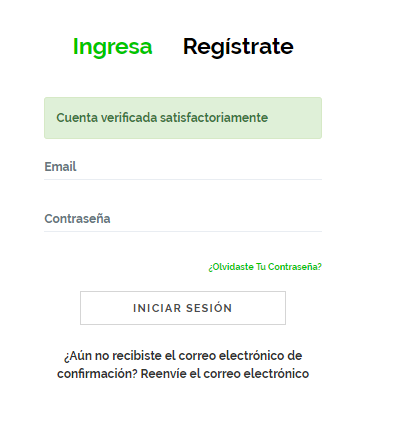 Ingresa Regístrate
Cuenta verificada satisfactoriamente
Email
Contraseña
¿Olvidaste Tu Contraseña?
INICIAR SESIÓN
¿Aún no recibiste el correo electrónico de
confirmación? Reenvíe el correo electrónico